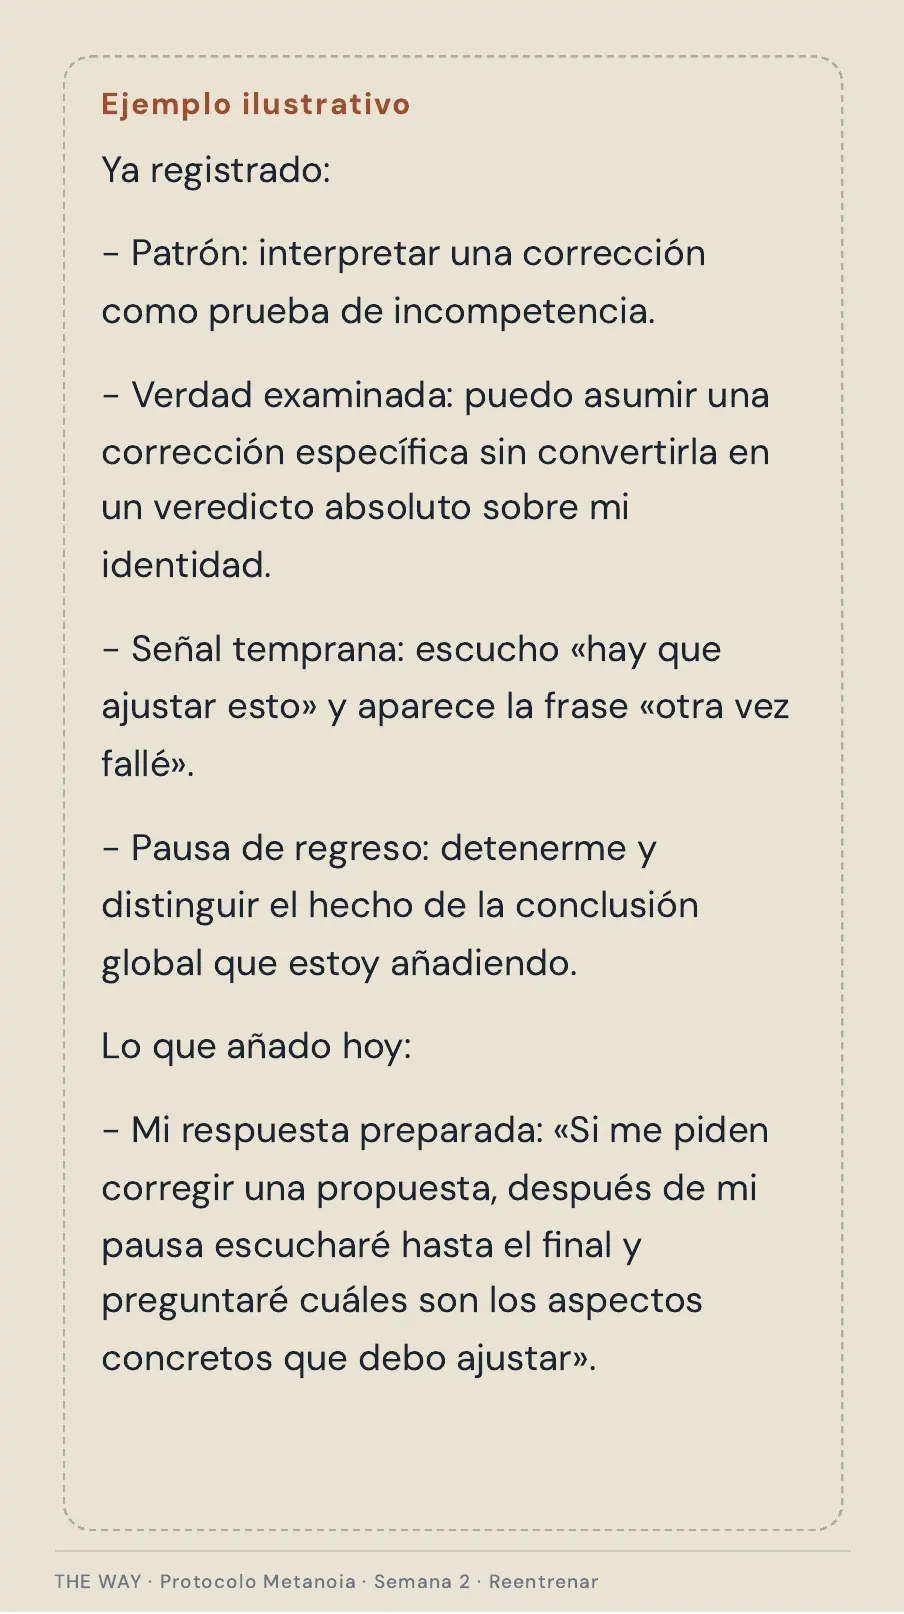 Ejemplo ilustrativo
Ya registrado:
– Patrón: interpretar una corrección
como prueba de incompetencia.
– Verdad examinada: puedo asumir una
corrección específica sin convertirla en
un veredicto absoluto sobre mi
identidad.
– Señal temprana: escucho «hay que
ajustar esto» y aparece la frase «otra vez
fallé».
– Pausa de regreso: detenerme y
distinguir el hecho de la conclusión
global que estoy añadiendo.
Lo que añado hoy:
– Mi respuesta preparada: «Si me piden
corregir una propuesta, después de mi
pausa escucharé hasta el final y
preguntaré cuáles son los aspectos
concretos que debo ajustar».
THE WAY · Protocolo Metanoia · Semana 2 · Reentrenar